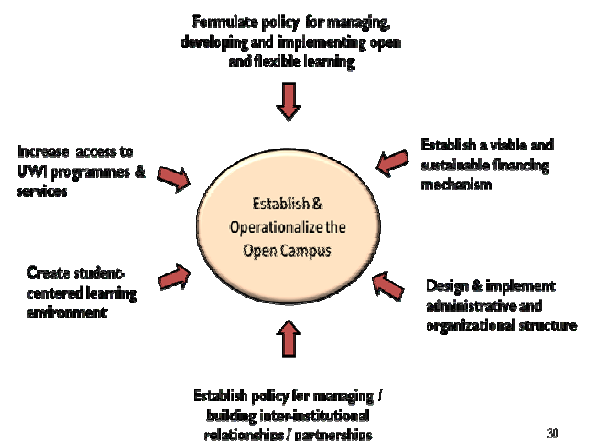 Formulate policy for managing,
developing and implementing open
and flexible learning
Increase access to
UWI programmes &
services
Establish a viable and
sustainable financing
mechanism
Establish &
Operationalize the
Open Campus
Create student-
centered learning
environment
Design & implement
administrative and
organizational structure
Establish policy for managing /
building inter-institutional
relationships / partnerships
30